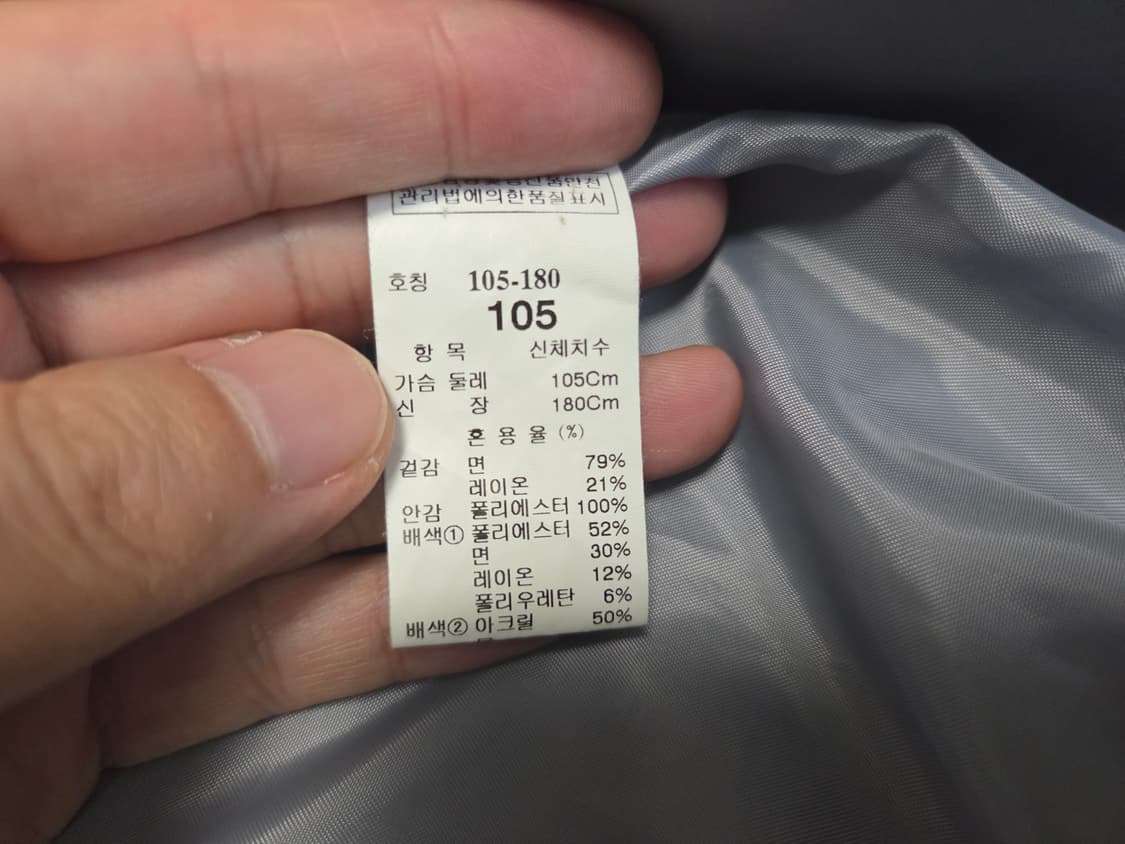 관리법에의한품질표시
호칭 105-180
105
항 목 신체치수
가슴 둘레 105Cm
신 장 180Cm
혼 용 율 (%)
겉감 면 79%
레이온 21%
안감 폴리에스터 100%
배색① 폴리에스터 52%
면 30%
레이온 12%
폴리우레탄 6%
배색② 아크릴 50%